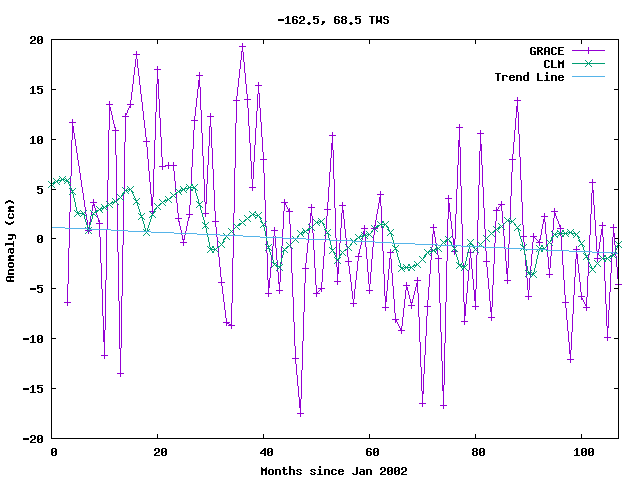 -162.5, 68.5 TWS
GRACE
CLM
Trend Line
20
15
10
5
0
-5
-10
-15
-20
Anomaly (cm)
0 20 40 60 80 100
Months since Jan 2002